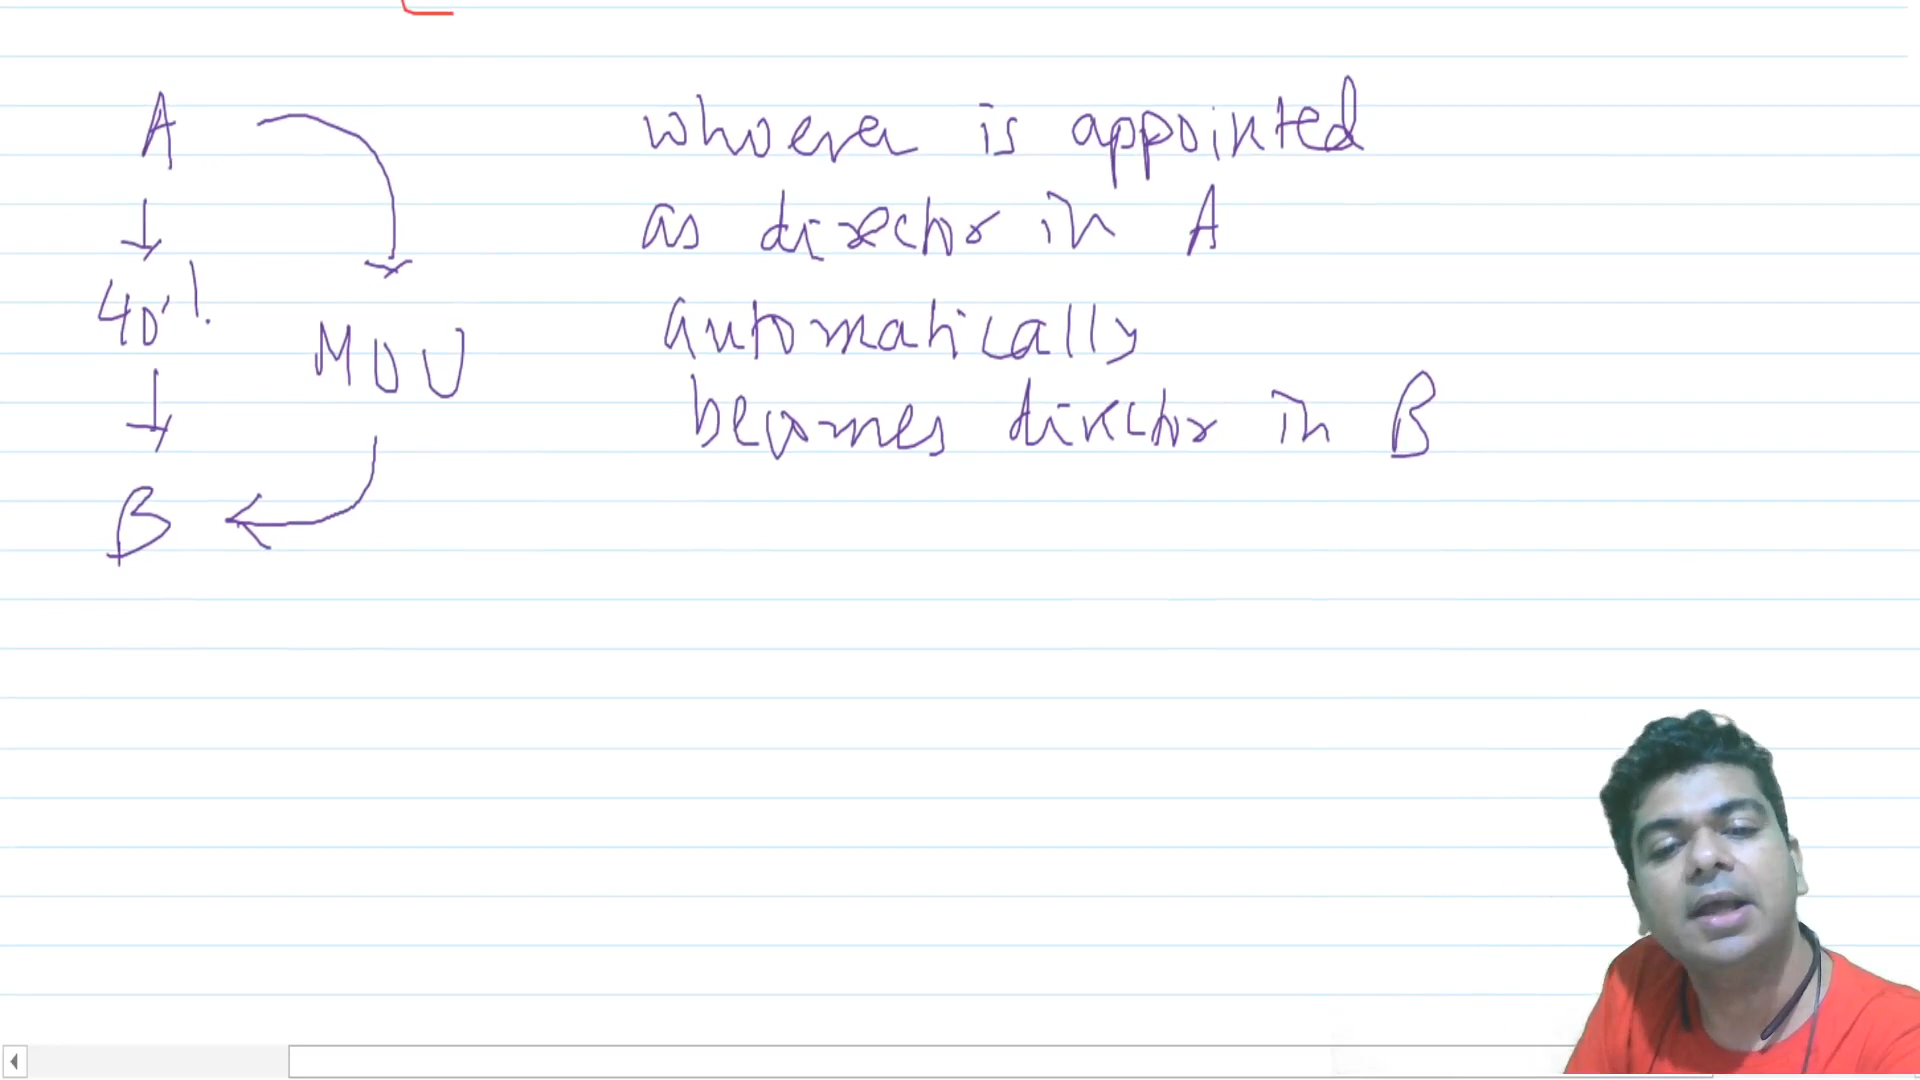 A
40%
MOU
B
whoever is appointed
as director in A
automatically
becomes director in B